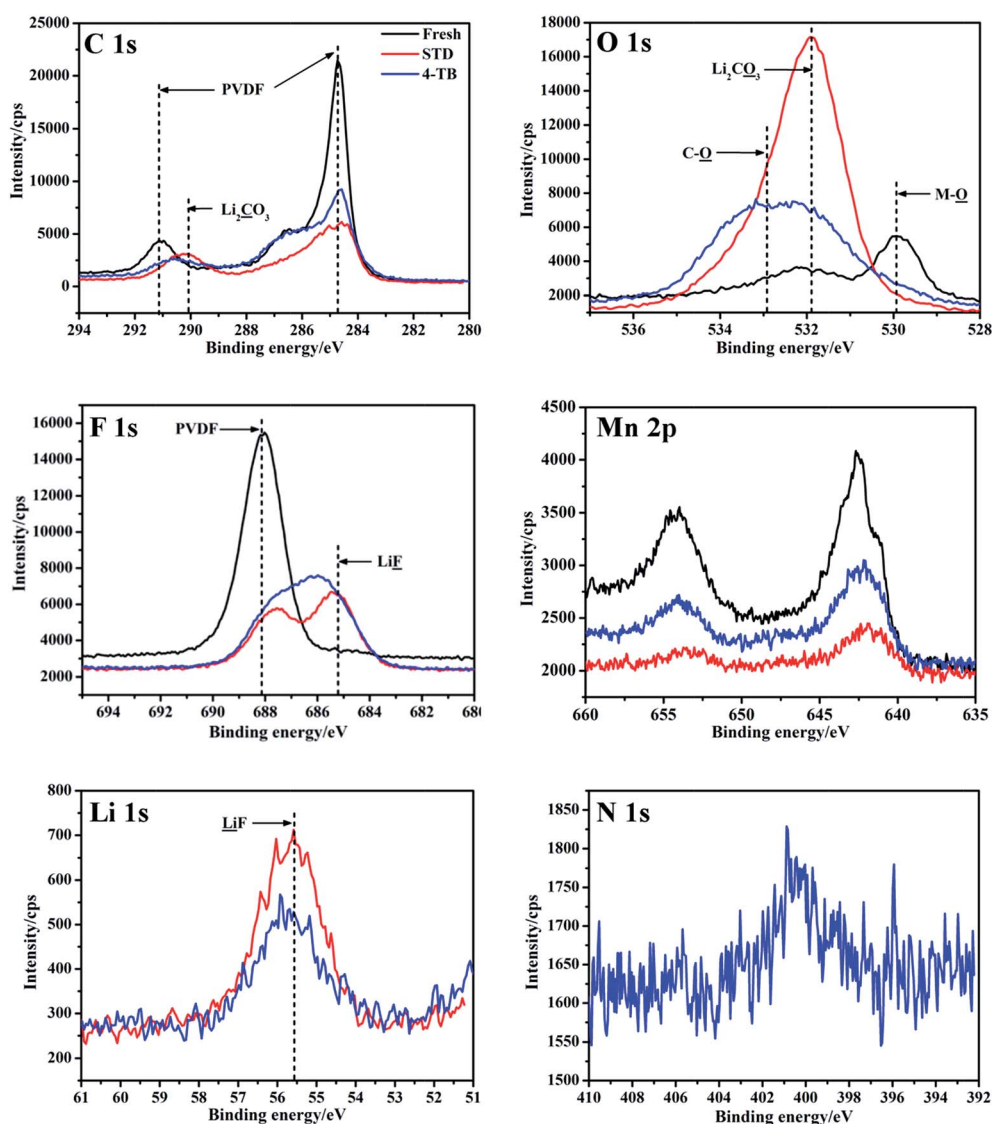 C 1s
Fresh
STD
4-TB
PVDF
Li₂CO₃
Intensity/cps
25000
20000
15000
10000
5000
0
294 292 290 288 286 284 282 280
Binding energy/eV
O 1s
Li₂CO₃
C-O
M-O
Intensity/cps
18000
16000
14000
12000
10000
8000
6000
4000
2000
536 534 532 530 528
Binding energy/eV
F 1s
PVDF
LiF
Intensity/cps
16000
14000
12000
10000
8000
6000
4000
2000
694 692 690 688 686 684 682 680
Binding energy/eV
Mn 2p
Intensity/cps
4500
4000
3500
3000
2500
2000
660 655 650 645 640 635
Binding energy/eV
Li 1s
LiF
Intensity/cps
800
700
600
500
400
300
200
61 60 59 58 57 56 55 54 53 52 51
Binding energy/eV
N 1s
Intensity/cps
1850
1800
1750
1700
1650
1600
1550
1500
410 408 406 404 402 400 398 396 394 392
Binding energy/eV